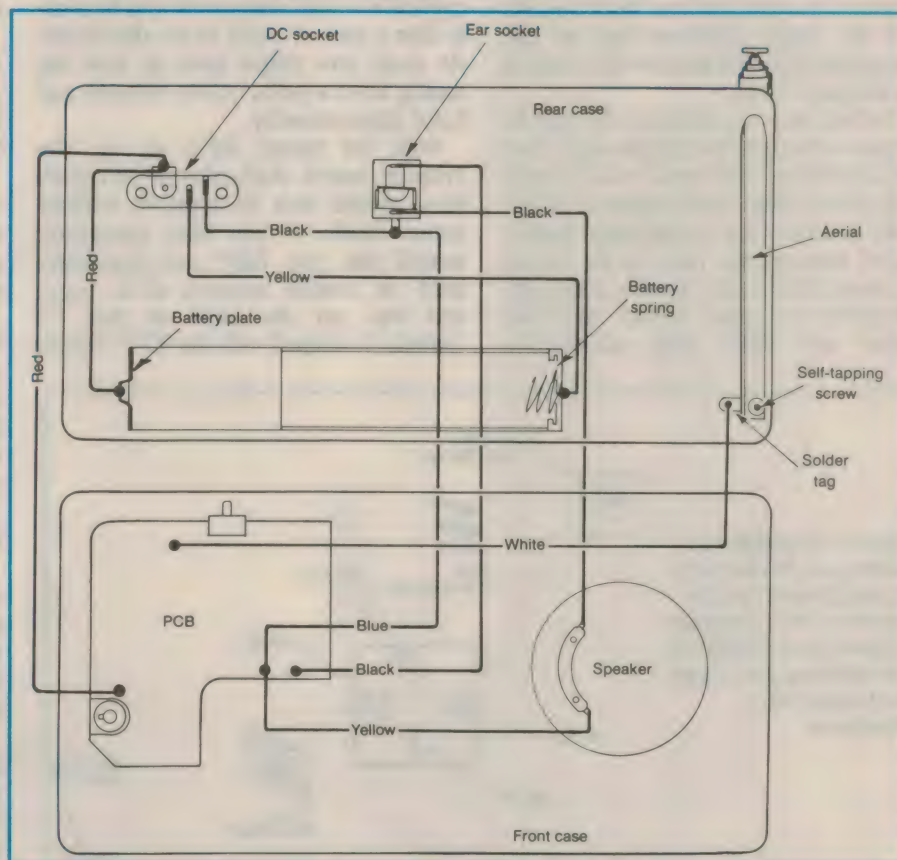 DC socket
Ear socket
Rear case
Black
Black
Yellow
Red
Red
Aerial
Battery
spring
Battery plate
Self-tapping
screw
Solder
tag
White
PCB
Blue
Black
Speaker
Yellow
Front case